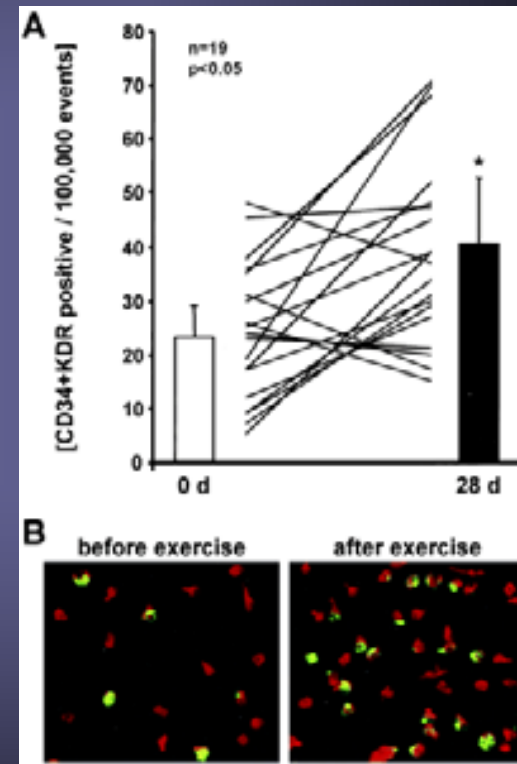 A
[CD34+KDR positive / 100,000 events]
80
70
60
50
40
30
20
10
0
n=19
p<0.05
*
0 d
28 d
B
before exercise
after exercise